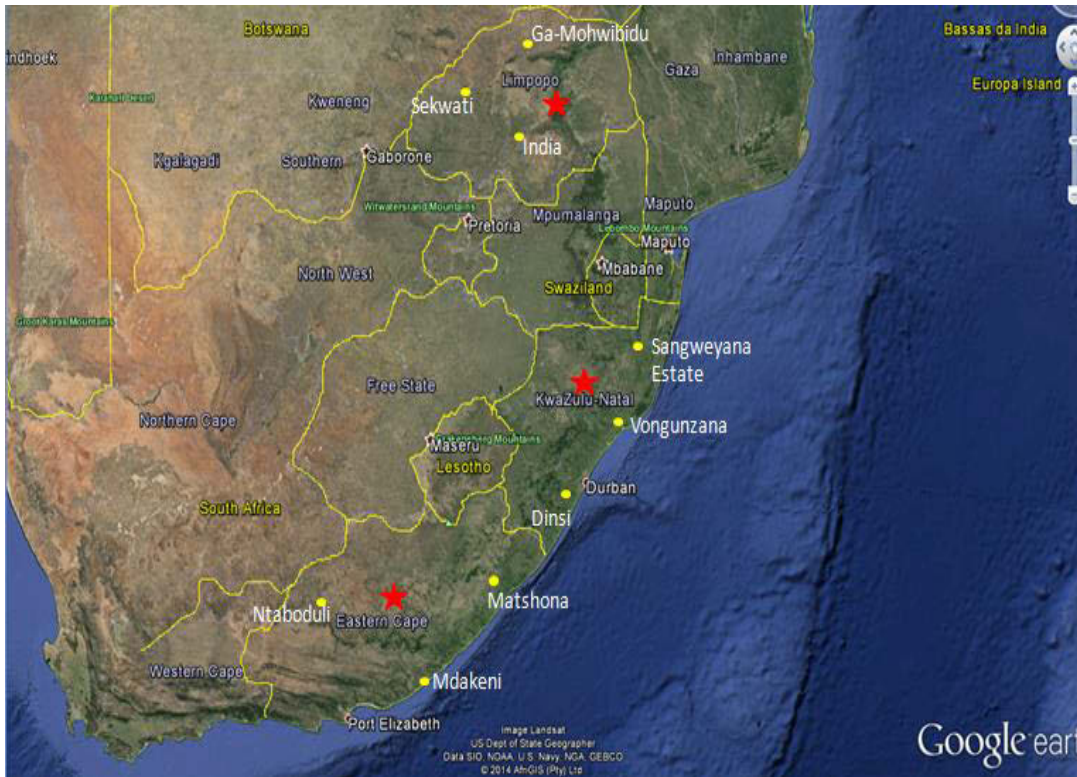 Botswana
Ga-Mohwibidu
Bassas da India
indhoek
Inhambane
Gaza
Limpopo
Europa Island
Kweneng
Kalahari Desert
Sekwati
India
Kgalagadi
Southern
Gaborone
Witwatersrand Mountains
Mpumalanga
Maputo
Pretoria
Lebombo Mountains
Maputo
Mbabane
North West
Swaziland
Groot Karas Mountains
Sangweyana
Estate
Free State
KwaZulu-Natal
Northern Cape
Vongunzana
Drakensberg Mountains
Maseru
Lesotho
Durban
South Africa
Dinsi
Matshona
Ntaboduli
Eastern Cape
Western Cape
Mdakeni
Port Elizabeth
Image Landsat
US Dept of State Geographer
Data SIO, NOAA, U.S. Navy, NGA, GEBCO
© 2014 AfriGIS (Pty) Ltd
Google eart